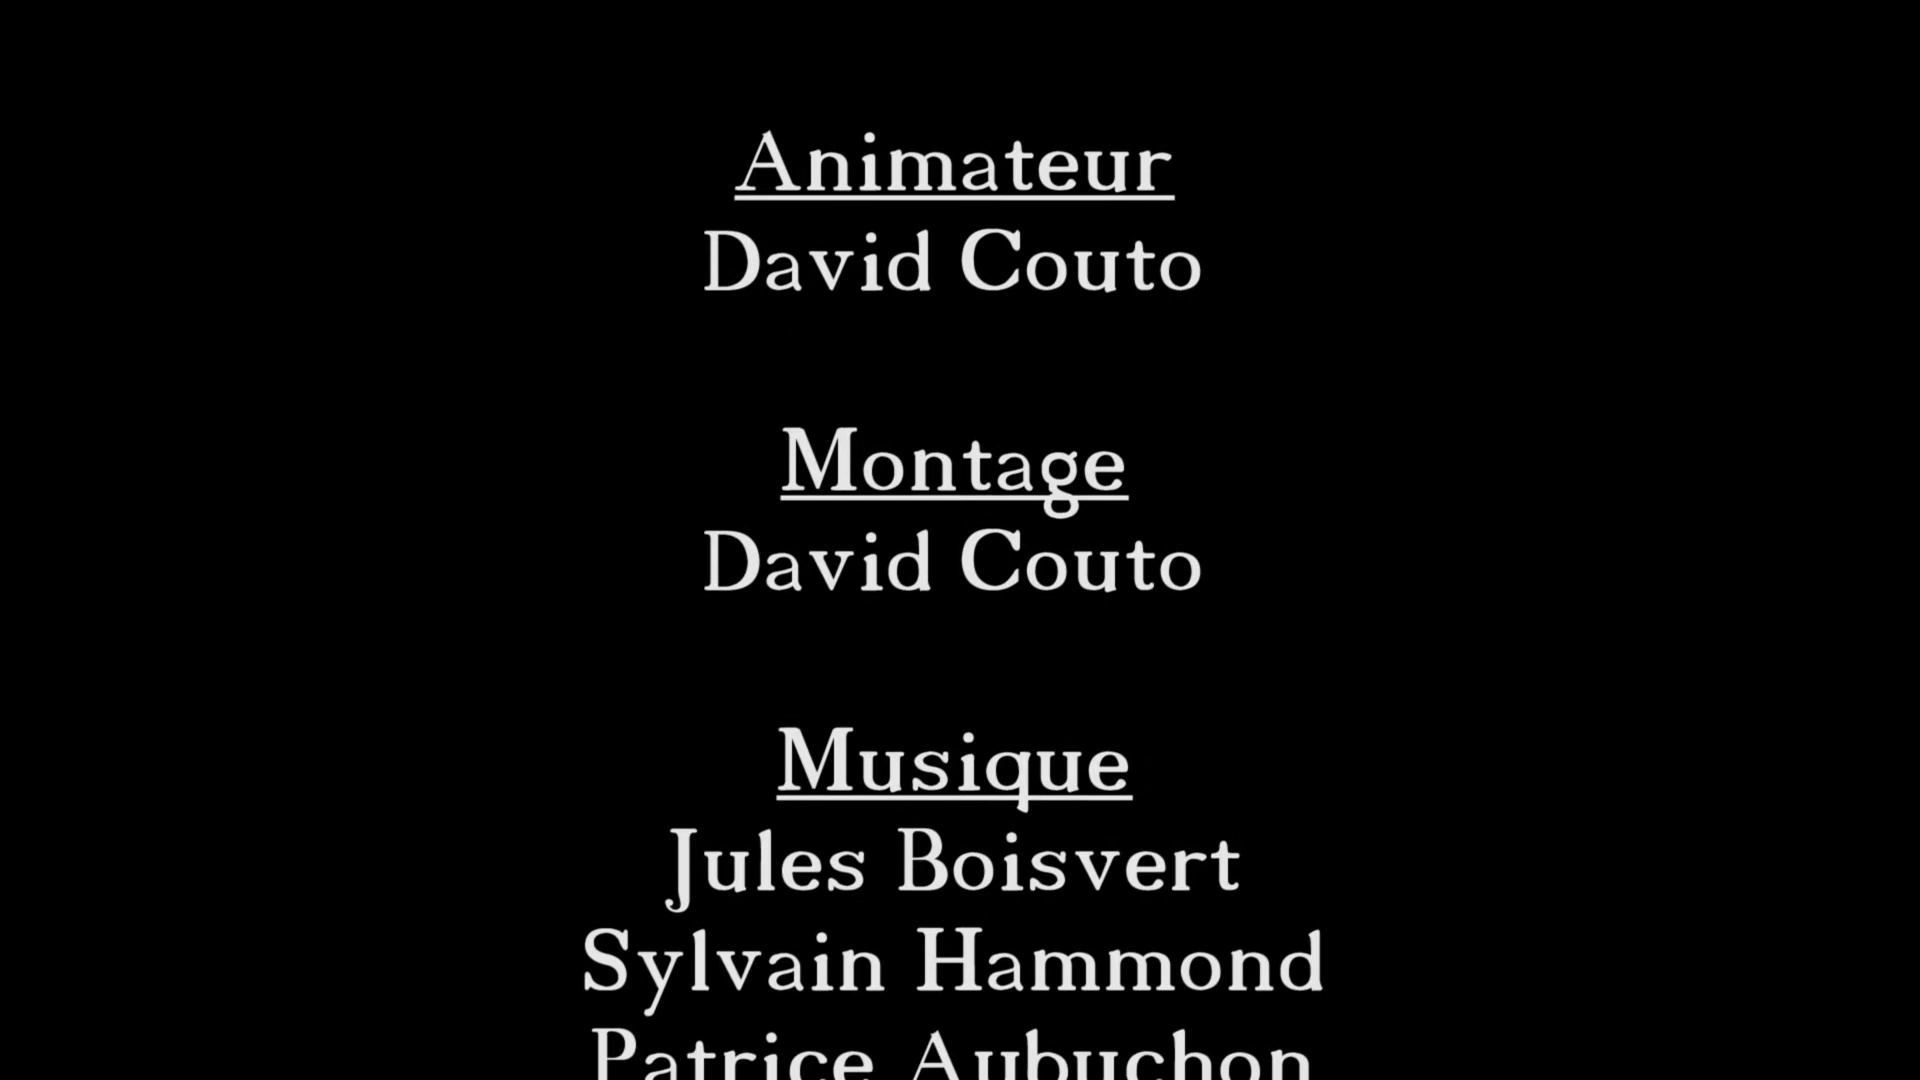 Animateur
David Couto
Montage
David Couto
Musique
Jules Boisvert
Sylvain Hammond
Patrice Aubuchon